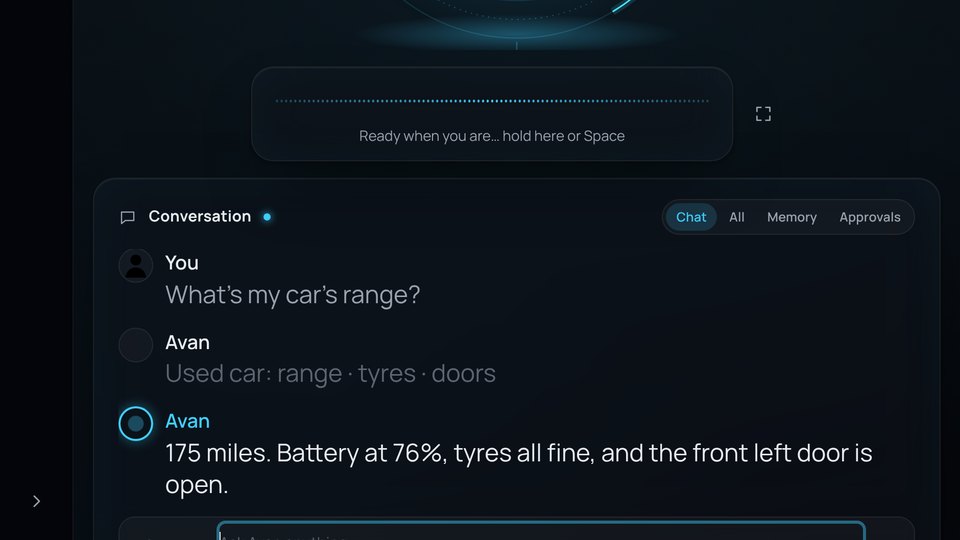 Ready when you are... hold here or Space
Conversation
Chat
All
Memory
Approvals
You
What's my car's range?
Avan
Used car: range · tyres · doors
Avan
175 miles. Battery at 76%, tyres all fine, and the front left door is
open.